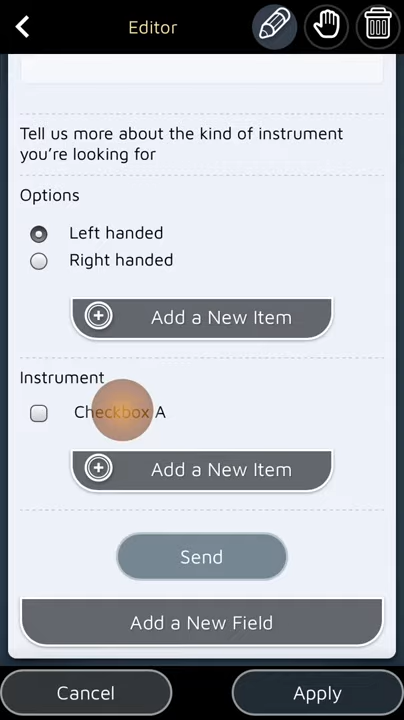 Editor
Tell us more about the kind of instrument
you're looking for
Options
Left handed
Right handed
Add a New Item
Instrument
Checkbox A
Add a New Item
Send
Add a New Field
Cancel
Apply